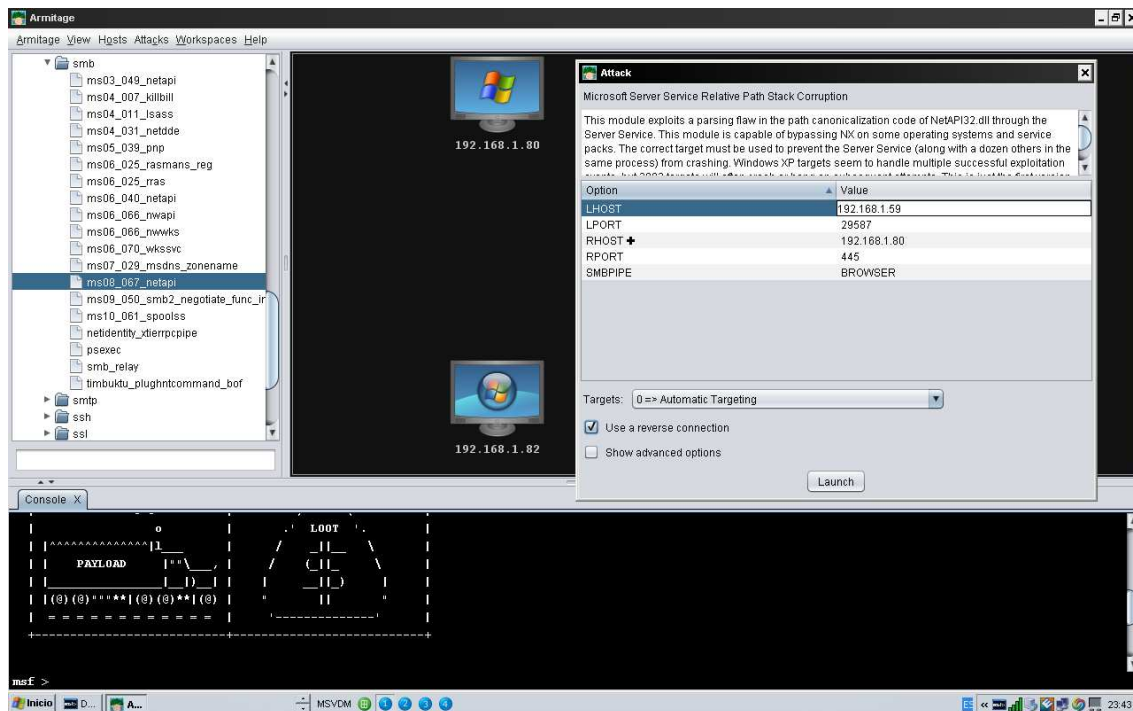 Armitage
Armitage View Hosts Attacks Workspaces Help
smb
ms03_049_netapi
ms04_007_killbill
ms04_011_lsass
ms04_031_netdde
ms05_039_pnp
ms06_025_rasmans_reg
ms06_025_rras
ms06_040_netapi
ms06_066_nwapi
ms06_066_nwwks
ms06_070_wkssvc
ms07_029_msdns_zonename
ms08_067_netapi
ms09_050_smb2_negotiate_func_in
ms10_061_spoolss
netidentity_xtierrpcpipe
psexec
smb_relay
timbuktu_plughntcommand_bof
smtp
ssh
ssl
192.168.1.80
192.168.1.82
Attack
Microsoft Server Service Relative Path Stack Corruption
This module exploits a parsing flaw in the path canonicalization code of NetAPI32.dll through the
Server Service. This module is capable of bypassing NX on some operating systems and service
packs. The correct target must be used to prevent the Server Service (along with a dozen others in the
same process) from crashing. Windows XP targets seem to handle multiple successful exploitation
Option Value
LHOST 192.168.1.59
LPORT 29587
RHOST ✚ 192.168.1.80
RPORT 445
SMBPIPE BROWSER
Targets: 0 => Automatic Targeting
Use a reverse connection
Show advanced options
Launch
Console X
LOOT
PAYLOAD
msf >
Inicio D... A... MSVDM 1 2 3 4 ES « 23:43